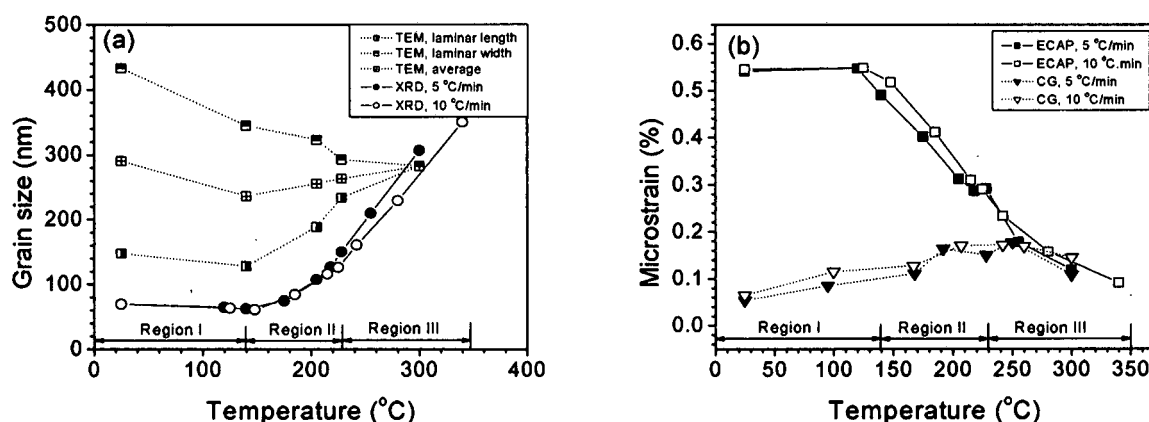 (a)
TEM, laminar length
TEM, laminar width
TEM, average
XRD, 5 °C/min
XRD, 10 °C/min
500
400
300
200
100
0
Grain size (nm)
Region I
Region II
Region III
0
100
200
300
400
Temperature (°C)
(b)
ECAP, 5 °C/min
ECAP, 10 °C.min
CG, 5 °C/min
CG, 10 °C/min
0.6
0.5
0.4
0.3
0.2
0.1
0.0
Microstrain (%)
Region I
Region II
Region III
0
50
100
150
200
250
300
350
Temperature (°C)